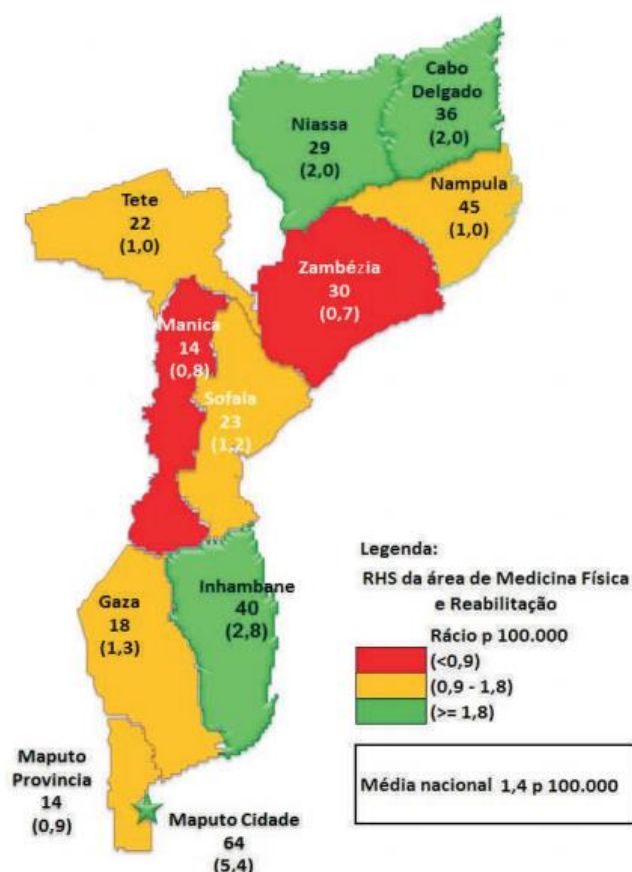 Cabo
Delgado
36
(2,0)
Niassa
29
(2,0)
Nampula
45
(1,0)
Tete
22
(1,0)
Zambézia
30
(0,7)
Manica
14
(0,8)
Sofala
23
(1,2)
Inhambane
40
(2,8)
Gaza
18
(1,3)
Maputo
Provincia
14
(0,9)
Maputo Cidade
64
(5,4)
Legenda:
RHS da área de Medicina Física
e Reabilitação
Rácio p 100.000
(<0,9)
(0,9 - 1,8)
(>= 1,8)
Média nacional 1,4 p 100.000